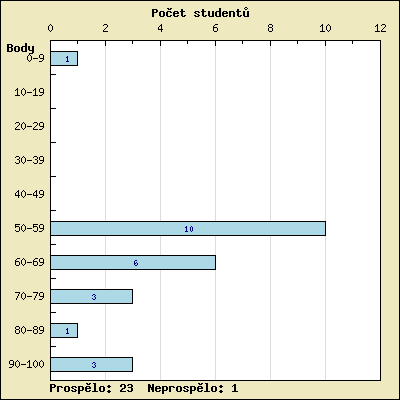 Počet studentů
0 2 4 6 8 10 12
Body
0-9 1
10-19
20-29
30-39
40-49
50-59 10
60-69 6
70-79 3
80-89 1
90-100 3
Prospělo: 23 Neprospělo: 1